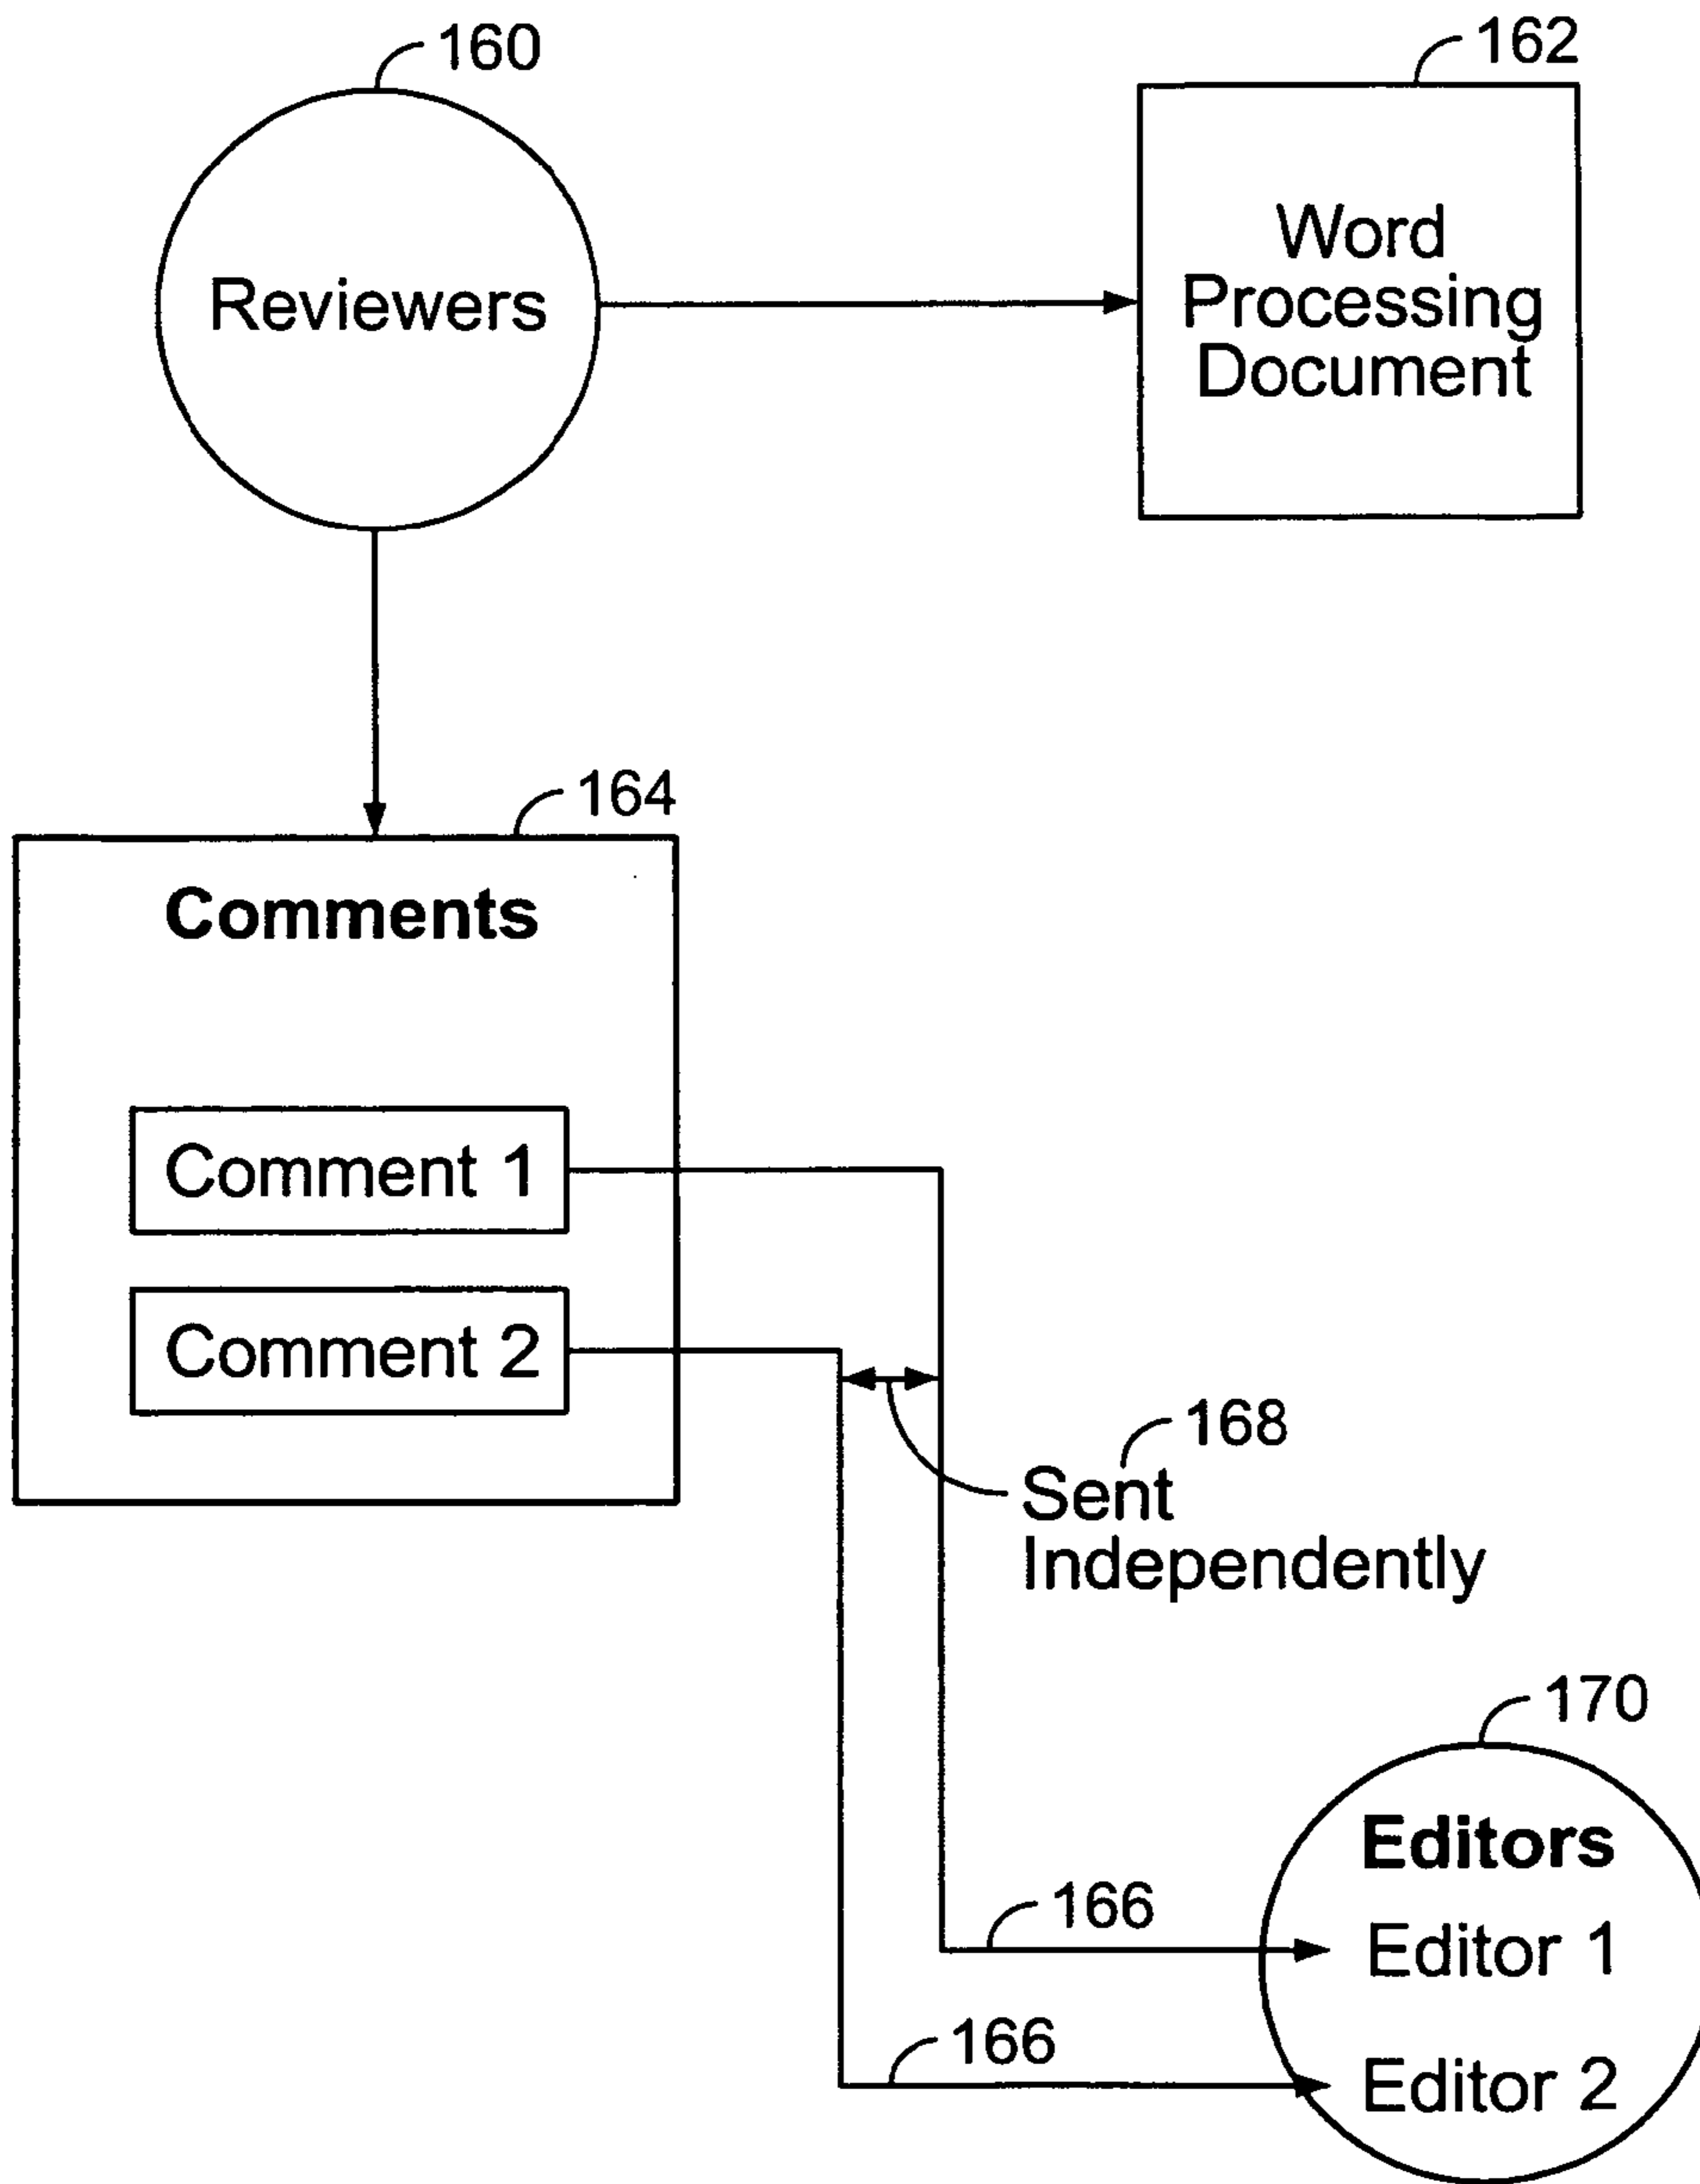 160
162
Reviewers
Word
Processing
Document
164
Comments
Comment 1
Comment 2
168
Sent
Independently
170
Editors
166
Editor 1
166
Editor 2